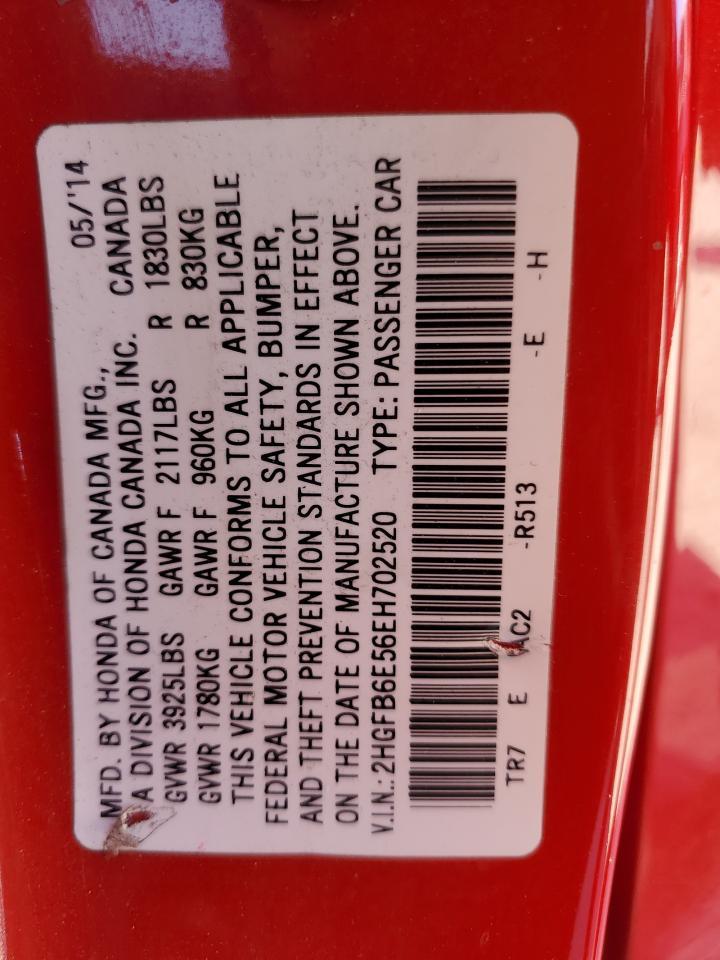 MFD. BY HONDA OF CANADA MFG., 05/'14
A DIVISION OF HONDA CANADA INC. CANADA
GVWR 3925LBS GAWR F 2117LBS R 1830LBS
GVWR 1780KG GAWR F 960KG R 830KG
THIS VEHICLE CONFORMS TO ALL APPLICABLE
FEDERAL MOTOR VEHICLE SAFETY, BUMPER,
AND THEFT PREVENTION STANDARDS IN EFFECT
ON THE DATE OF MANUFACTURE SHOWN ABOVE.
V.I.N.: 2HGFB6E56EH702520 TYPE: PASSENGER CAR
TR7 E -R513 -E -H